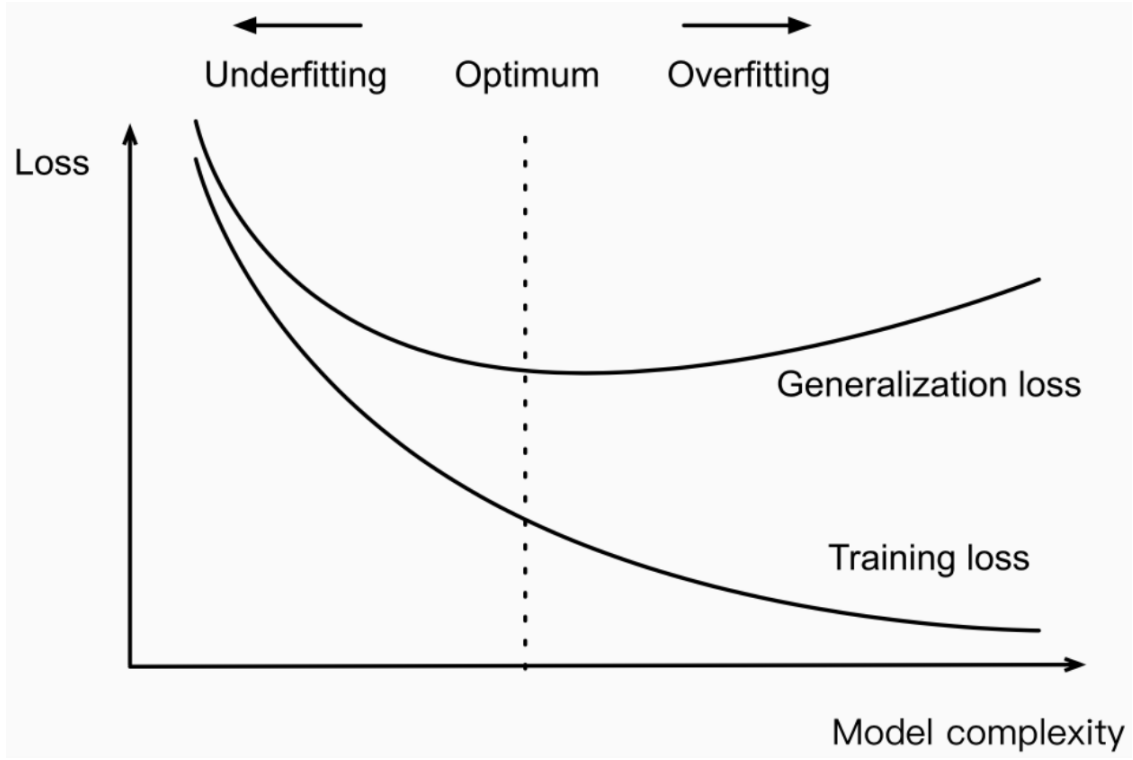 Underfitting Optimum Overfitting
Loss
Generalization loss
Training loss
Model complexity